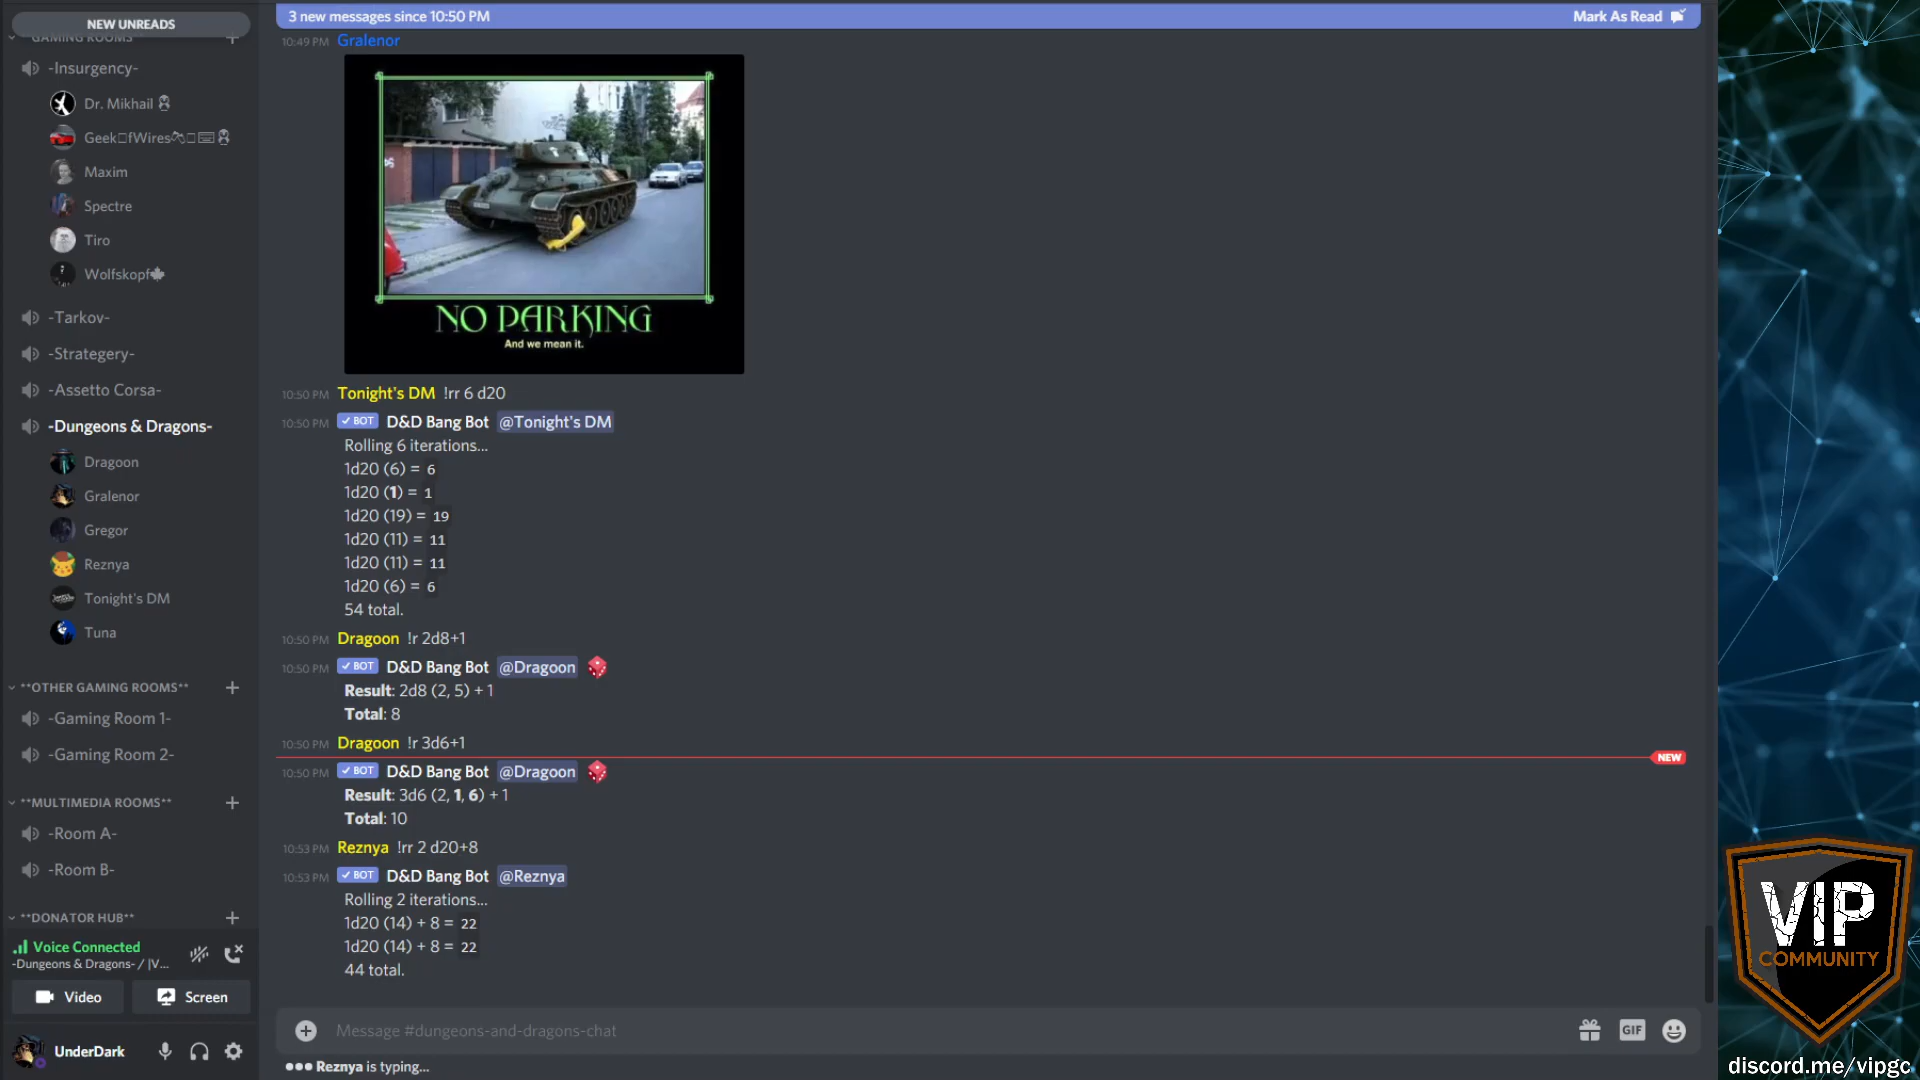 NEW UNREADS
GAMING ROOMS
-Insurgency-
Dr. Mikhail
Maxim
Spectre
Tiro
Wolfskopf
-Tarkov-
-Strategery-
-Assetto Corsa-
-Dungeons & Dragons-
Dragoon
Gralenor
Gregor
Reznya
Tonight's DM
Tuna
**OTHER GAMING ROOMS**
-Gaming Room 1-
-Gaming Room 2-
**MULTIMEDIA ROOMS**
-Room A-
-Room B-
**DONATOR HUB**
Voice Connected
-Dungeons & Dragons- / |V...
Video Screen
UnderDark
3 new messages since 10:50 PM Mark As Read
10:49 PM Gralenor
NO PARKING
And we mean it.
10:50 PM Tonight's DM !rr 6 d20
10:50 PM BOT D&D Bang Bot @Tonight's DM
Rolling 6 iterations...
1d20 (6) = 6
1d20 (1) = 1
1d20 (19) = 19
1d20 (11) = 11
1d20 (11) = 11
1d20 (6) = 6
54 total.
10:50 PM Dragoon !r 2d8+1
10:50 PM BOT D&D Bang Bot @Dragoon
Result: 2d8 (2, 5) + 1
Total: 8
10:50 PM Dragoon !r 3d6+1
NEW
10:50 PM BOT D&D Bang Bot @Dragoon
Result: 3d6 (2, 1, 6) + 1
Total: 10
10:53 PM Reznya !rr 2 d20+8
10:53 PM BOT D&D Bang Bot @Reznya
Rolling 2 iterations...
1d20 (14) + 8 = 22
1d20 (14) + 8 = 22
44 total.
Message #dungeons-and-dragons-chat
GIF
Reznya is typing...
VIP
COMMUNITY
discord.me/vipgc